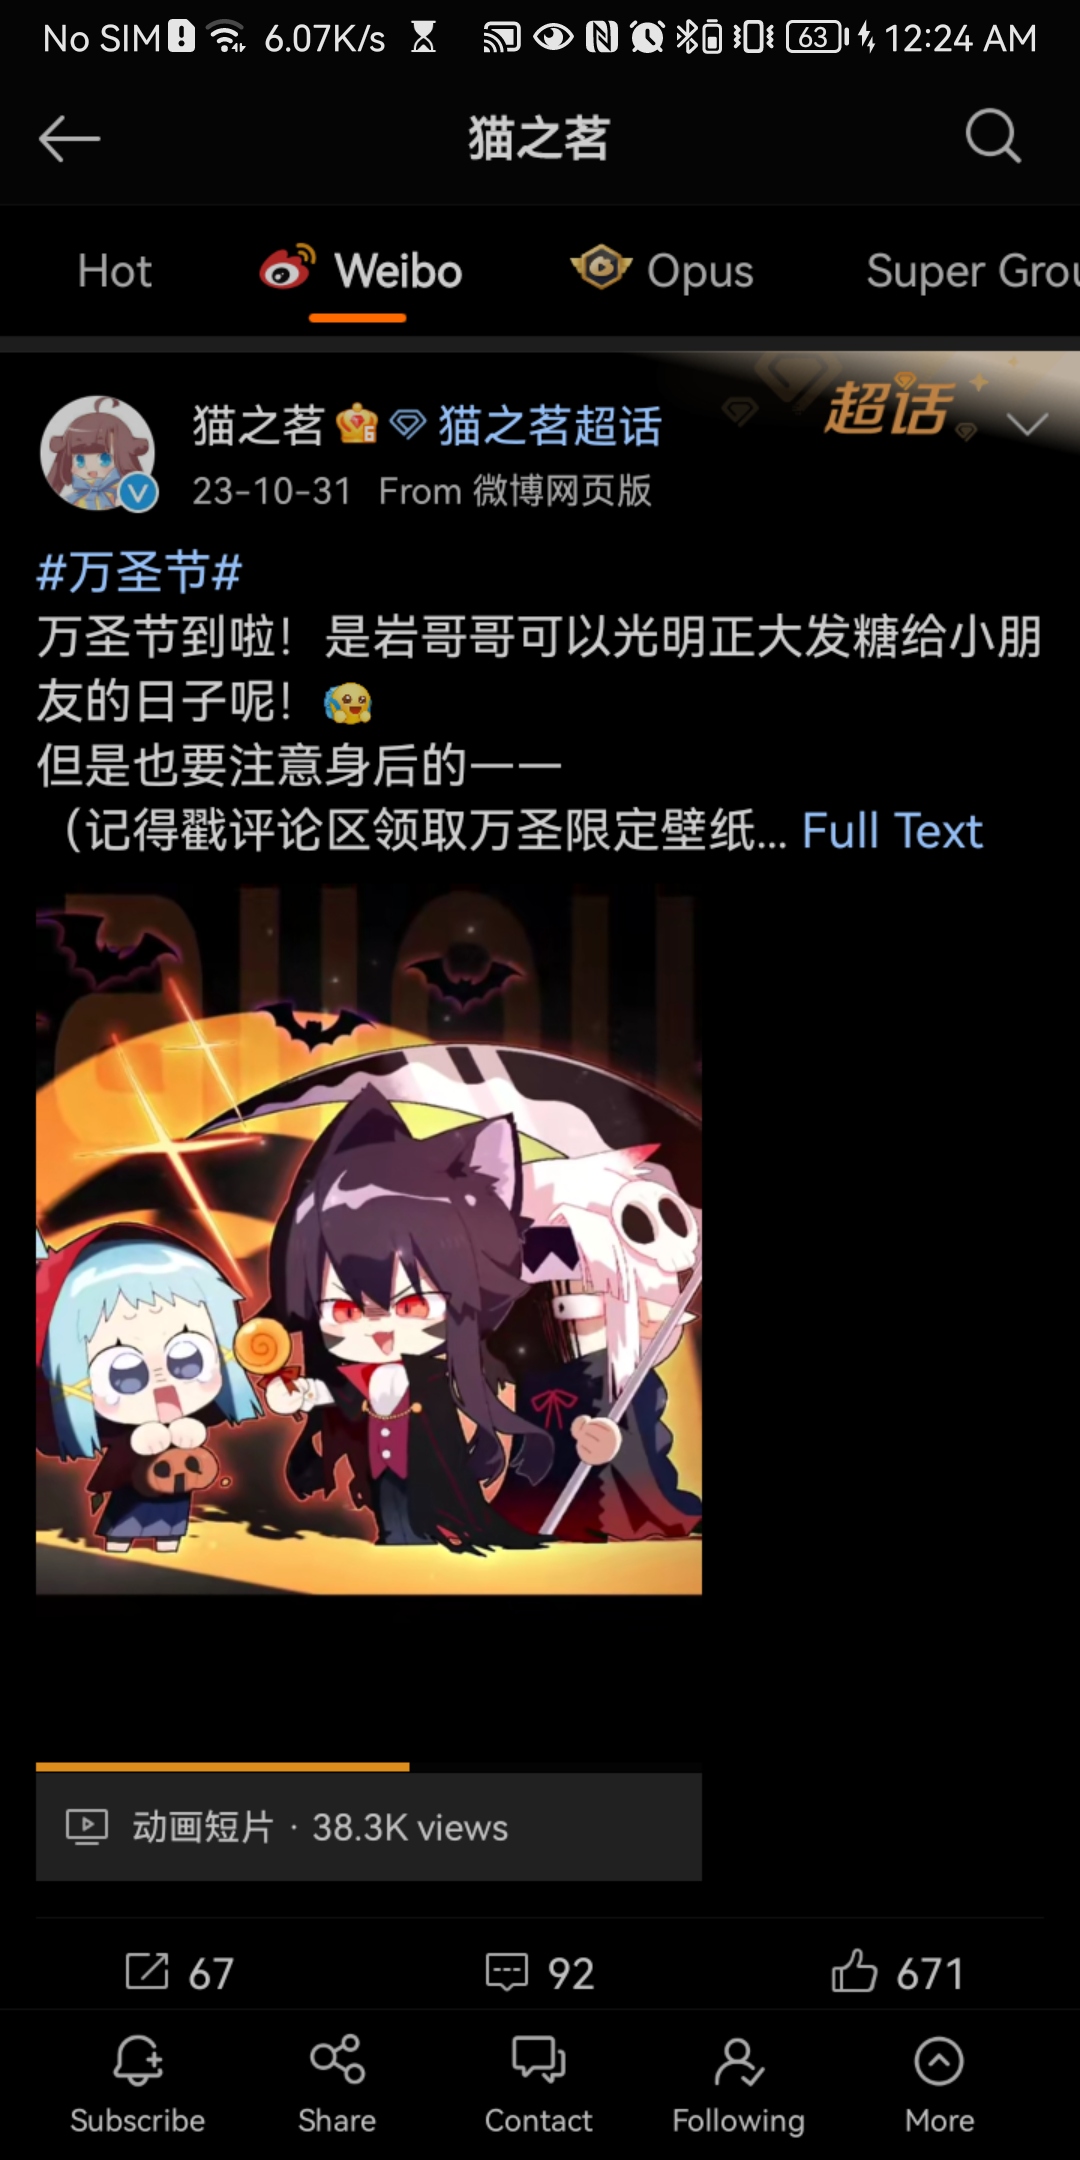 No SIM 6.07K/s 63 12:24 AM
猫之茗
Hot Weibo Opus Super Grou
猫之茗 6 猫之茗超话 超话
23-10-31 From 微博网页版
#万圣节#
万圣节到啦！是岩哥哥可以光明正大发糖给小朋
友的日子呢！
但是也要注意身后的一一
（记得戳评论区领取万圣限定壁纸... Full Text
动画短片 · 38.3K views
67 92 671
Subscribe Share Contact Following More